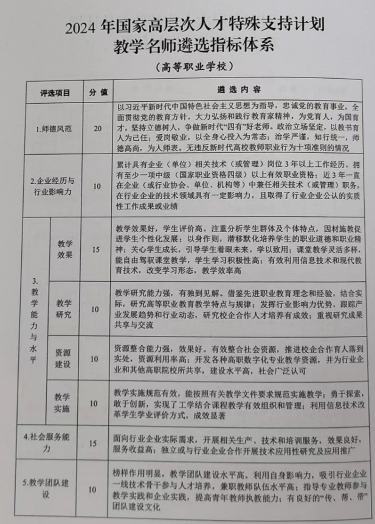 2024 年国家高层次人才特殊支持计划
教学名师遴选指标体系
（高等职业学校）
评选项目
分 值
遴 选 内 容
1.师德风范
20
以习近平新时代中国特色社会主义思想为指导，忠诚党的教育事业，全
面贯彻党的教育方针，大力弘扬和践行教育家精神，为党育人，为国育
才，坚持立德树人，争做新时代“四有”好老师。政治立场坚定，以教书育
人为己任；爱岗敬业，以全身心投入为常态；治学严谨，知行统一，师
德高尚，为人师表，无违反新时代高校教师职业行为十项准则的情况
2.企业经历与
行业影响力
10
累计具有企业（单位）相关技术（或管理）岗位 3 年以上工作经历，拥
有至少一项中级（国家职业资格四级）以上有效职业资格；近 3 年一直
在企业（或行业协会、单位、机构等）中兼任相关技术（或管理）职务，
在行业企业的技术领域具有一定影响力，且取得了行业企业公认的实质
性工作成果或业绩
3.
教
学
能
力
与
水
平
教学
效果
15
教学效果好，学生评价高，注重分析学生群体及个体特点，因材施教促
进学生个性化发展；以身作则，潜移默化培养学生的职业道德和职业精
神；关心学生成长，引导学生着眼未来，学以致用；课堂教学灵活多样，
能自由驾驭课堂教学，学生学习积极性高；有效利用信息技术和现代教
育技术，改变学习形态，教学效率高
教学
研究
10
教学研究能力强，有独到见解。借鉴先进职业教育理念和经验，结合实
际，研究高等职业教育教学特点与规律；发挥行业影响力优势，跟踪产
业发展趋势和行业动态，研究校企合作人才培养有成效；重视研究成果
共享与交流
资源
建设
10
资源整合能力强，效果好。有效整合社会资源，推进校企合作育人落到
实处，资源利用率高；开发各种高职数字化专业教学资源，并为行业企
业和其他高职院校所共享。建设水平高，社会广泛认可
教学
实施
10
教学实施规范有效，能按照有关教学文件要求规范实施教学；勇于探索，
敢于创新，实现了工学结合课程教学有效组织和管理；利用信息技术改
革学生学业评价方式，成效显著
4.社会服务能
力
15
面向行业企业实际需求，开展相关生产、技术和培训服务，效果良好，
服务收益高；独立或与行业企业合作开展技术应用性研究及应用推广
5.教学团队建
设
10
榜样作用明显，教学团队建设水平高，利用自身影响力，吸引行业企业
一线技术骨干参与人才培养，兼职教师队伍水平高；指导专业教师参与
教学实践和企业实践，提高青年教师执教能力；有良好的“传、帮、带”
团队建设文化